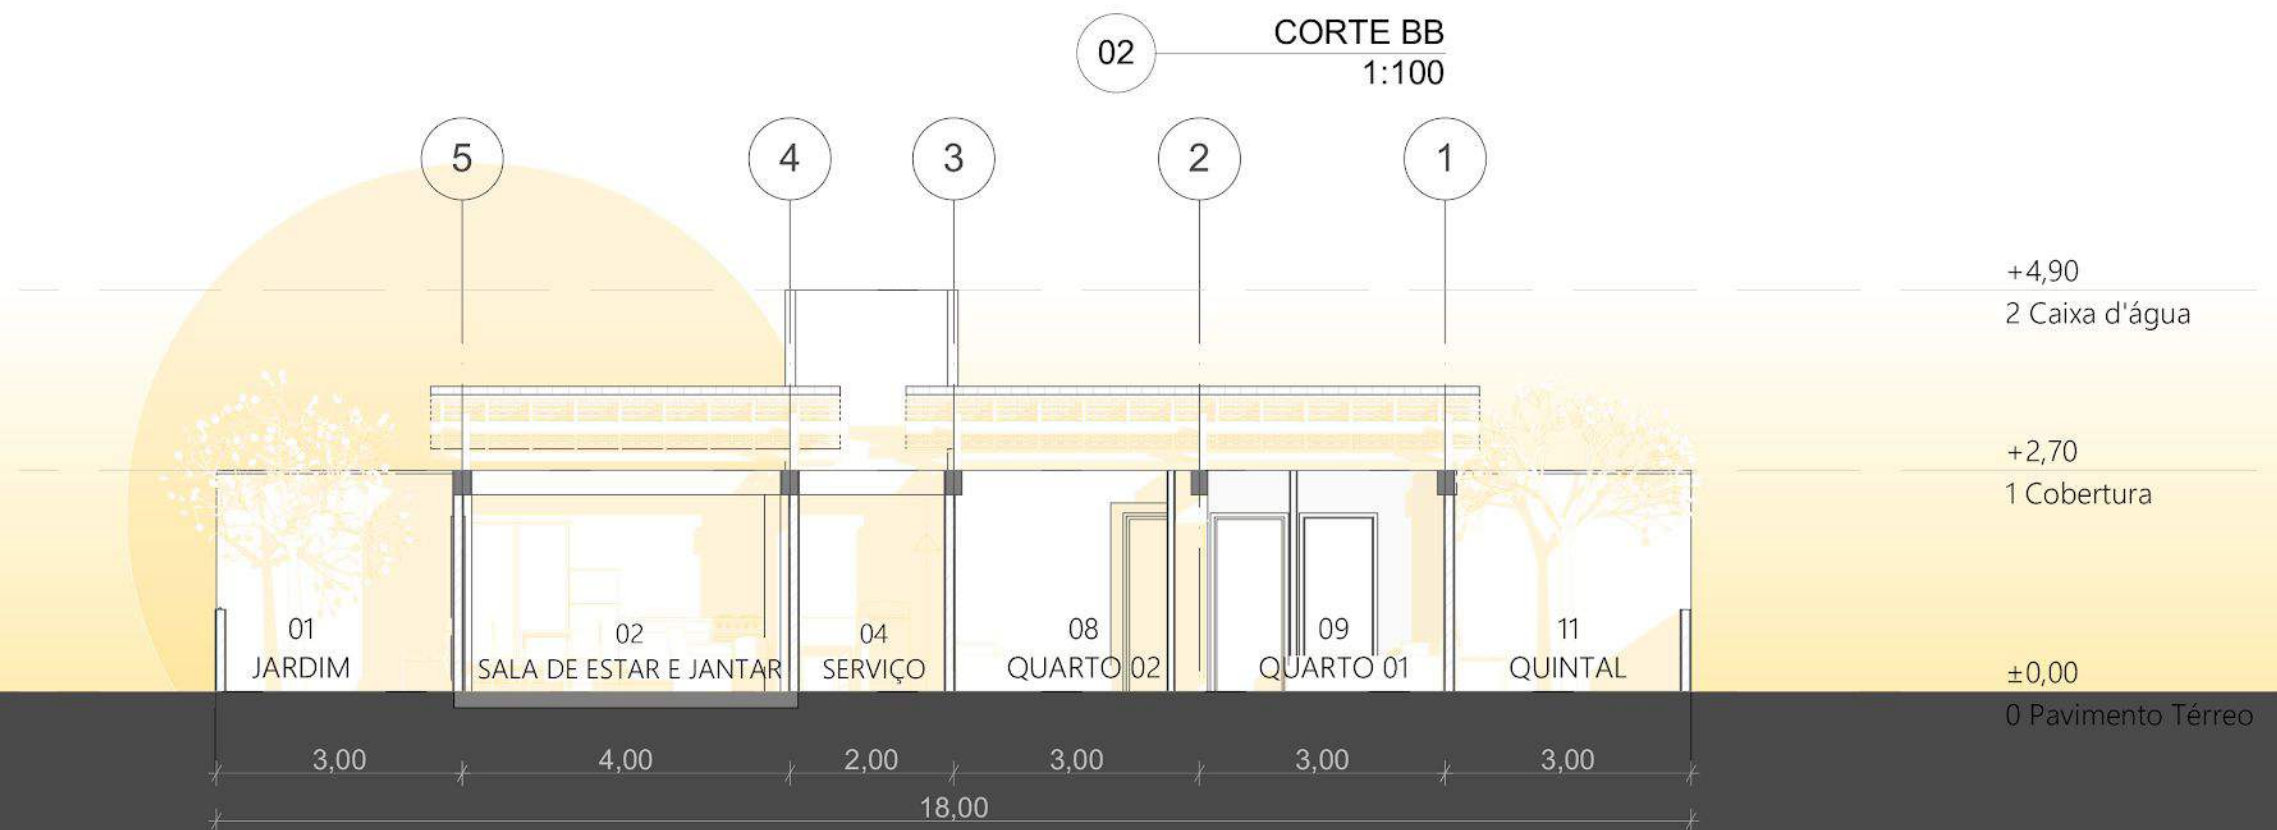 02
CORTE BB
1:100
5
4
3
2
1
+4,90
2 Caixa d'água
+2,70
1 Cobertura
01
JARDIM
02
SALA DE ESTAR E JANTAR
04
SERVIÇO
08
QUARTO 02
09
QUARTO 01
11
QUINTAL
±0,00
0 Pavimento Térreo
3,00
4,00
2,00
3,00
3,00
3,00
18,00